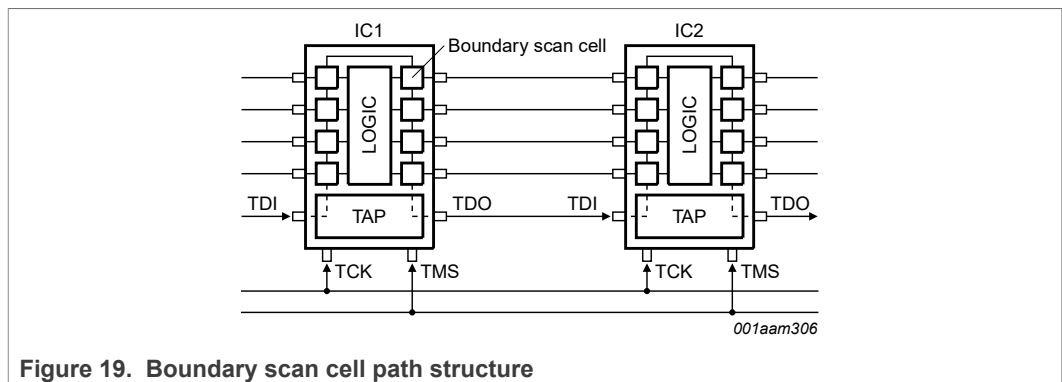 IC1 IC2
Boundary scan cell
LOGIC LOGIC
TDI TAP TDO TDI TAP TDO
TCK TMS TCK TMS
001aam306
Figure 19. Boundary scan cell path structure